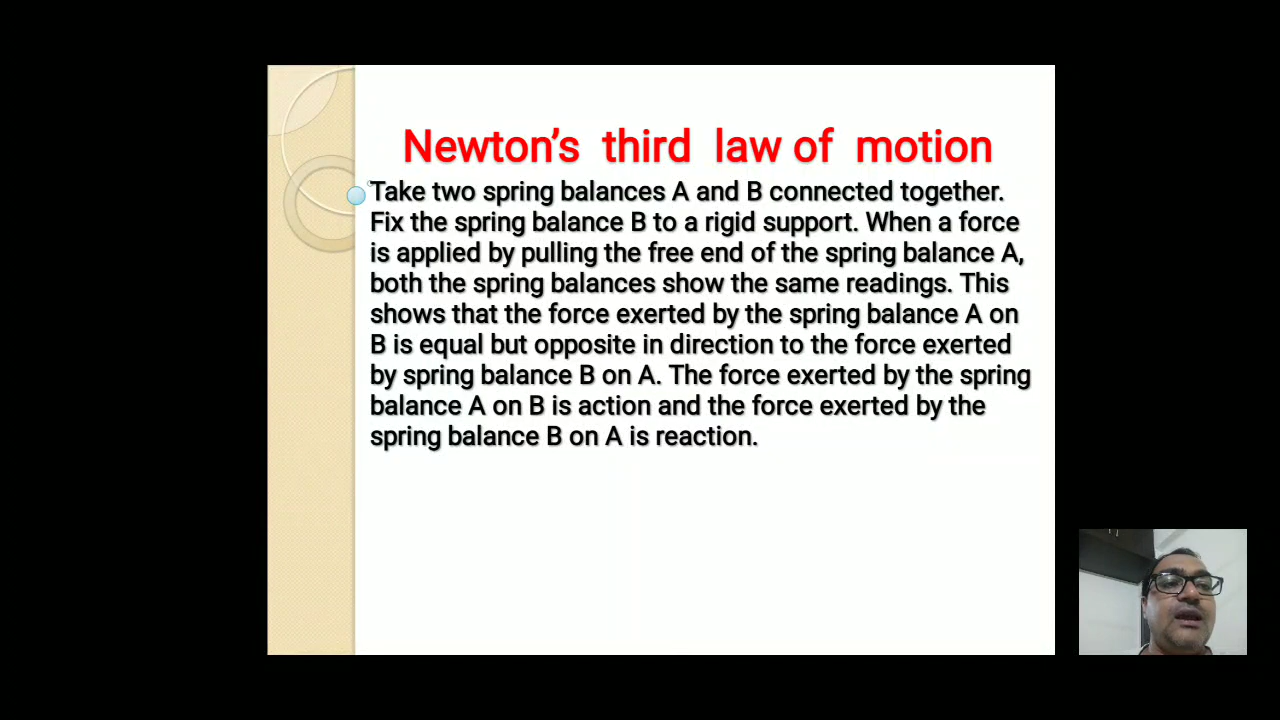 Newton's third law of motion
Take two spring balances A and B connected together.
Fix the spring balance B to a rigid support. When a force
is applied by pulling the free end of the spring balance A,
both the spring balances show the same readings. This
shows that the force exerted by the spring balance A on
B is equal but opposite in direction to the force exerted
by spring balance B on A. The force exerted by the spring
balance A on B is action and the force exerted by the
spring balance B on A is reaction.